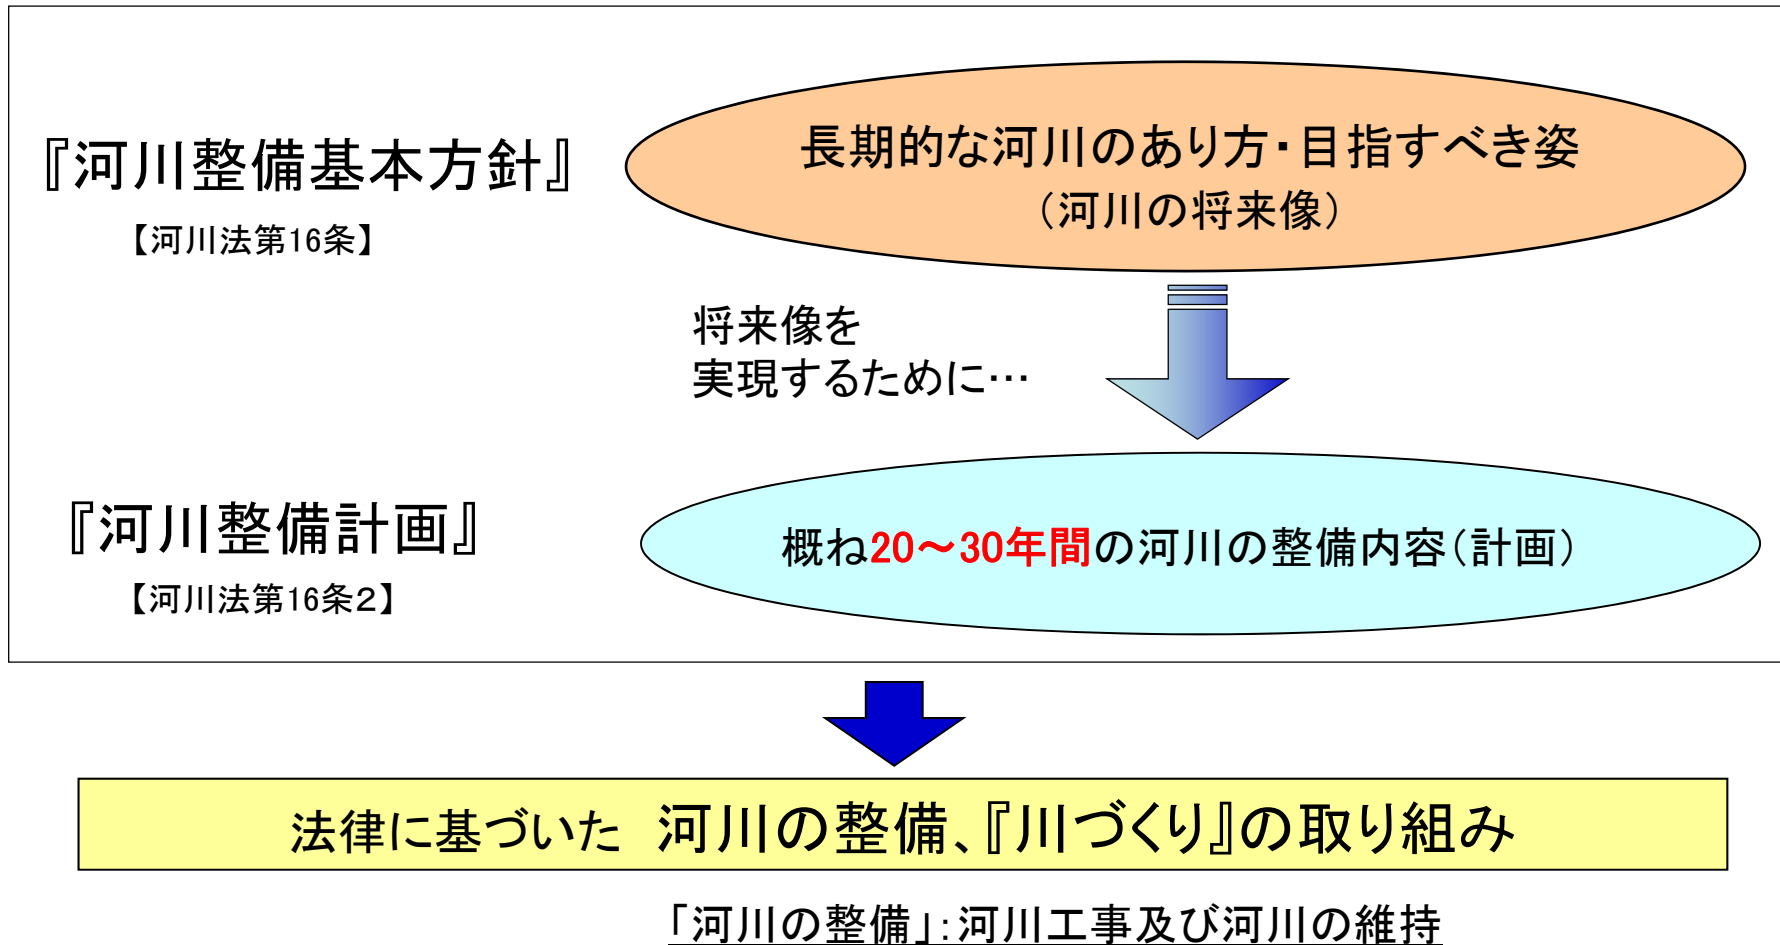 『河川整備基本方針』
【河川法第16条】
長期的な河川のあり方・目指すべき姿
（河川の将来像）
将来像を
実現するために…
『河川整備計画』
【河川法第16条２】
概ね20～30年間の河川の整備内容（計画）
法律に基づいた　河川の整備、『川づくり』の取り組み
「河川の整備」：河川工事及び河川の維持